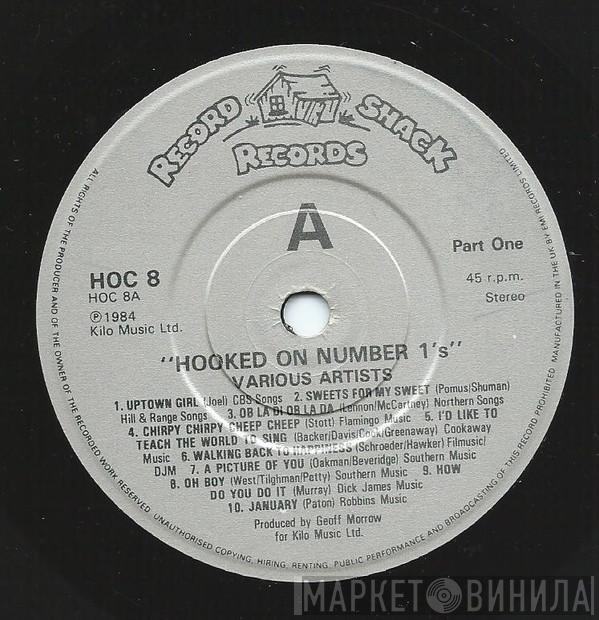 RECORD SHACK
RECORDS
A
Part One
HOC 8
HOC 8A
45 r.p.m.
Stereo
℗ 1984
Kilo Music Ltd.
"HOOKED ON NUMBER 1's"
VARIOUS ARTISTS
1. UPTOWN GIRL (Joel) CBS Songs 2. SWEETS FOR MY SWEET (Pomus/Shuman)
Hill & Range Songs 3. OB LA DI OB LA DA (Lennon/McCartney) Northern Songs
4. CHIRPY CHIRPY CHEEP CHEEP (Stott) Flamingo Music 5. I'D LIKE TO
TEACH THE WORLD TO SING (Backer/Davis/Cook/Greenaway) Cookaway
Music 6. WALKING BACK TO HAPPINESS (Schroeder/Hawker) Filmusic/
DJM 7. A PICTURE OF YOU (Oakman/Beveridge) Southern Music
8. OH BOY (West/Tilghman/Petty) Southern Music 9. HOW
DO YOU DO IT (Murray) Dick James Music
10. JANUARY (Paton) Robbins Music
Produced by Geoff Morrow
for Kilo Music Ltd.
ALL RIGHTS OF THE PRODUCER AND OF THE OWNER OF THE RECORDED WORK RESERVED. UNAUTHORISED COPYING, HIRING, RENTING, PUBLIC PERFORMANCE AND BROADCASTING OF THIS RECORD PROHIBITED. MANUFACTURED IN THE UK BY EMI RECORDS LIMITED
МАРКЕТ ВИНИЛА